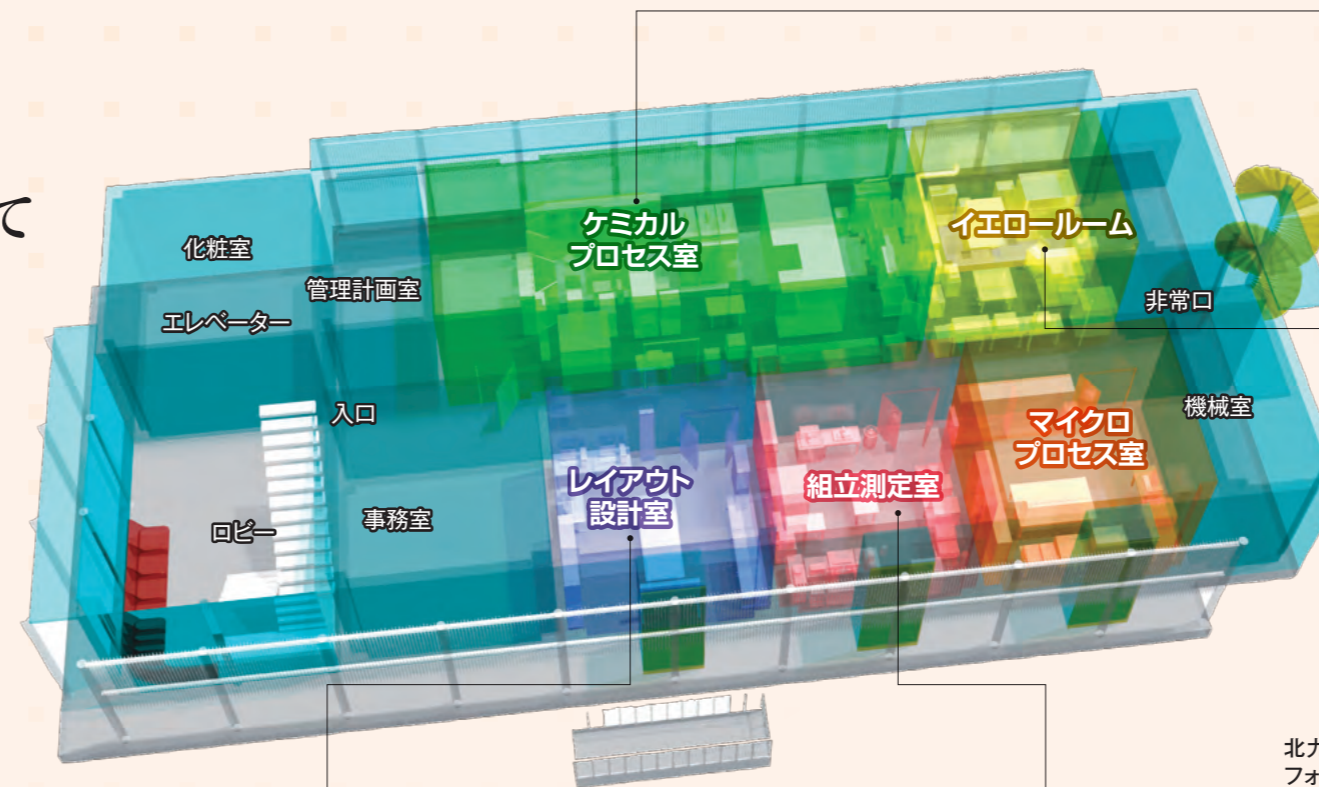 て
化粧室
管理計画室
エレベーター
入口
ロビー
事務室
ケミカル
プロセス室
イエロールーム
非常口
機械室
レイアウト
設計室
組立測定室
マイクロ
プロセス室
北九
フォ